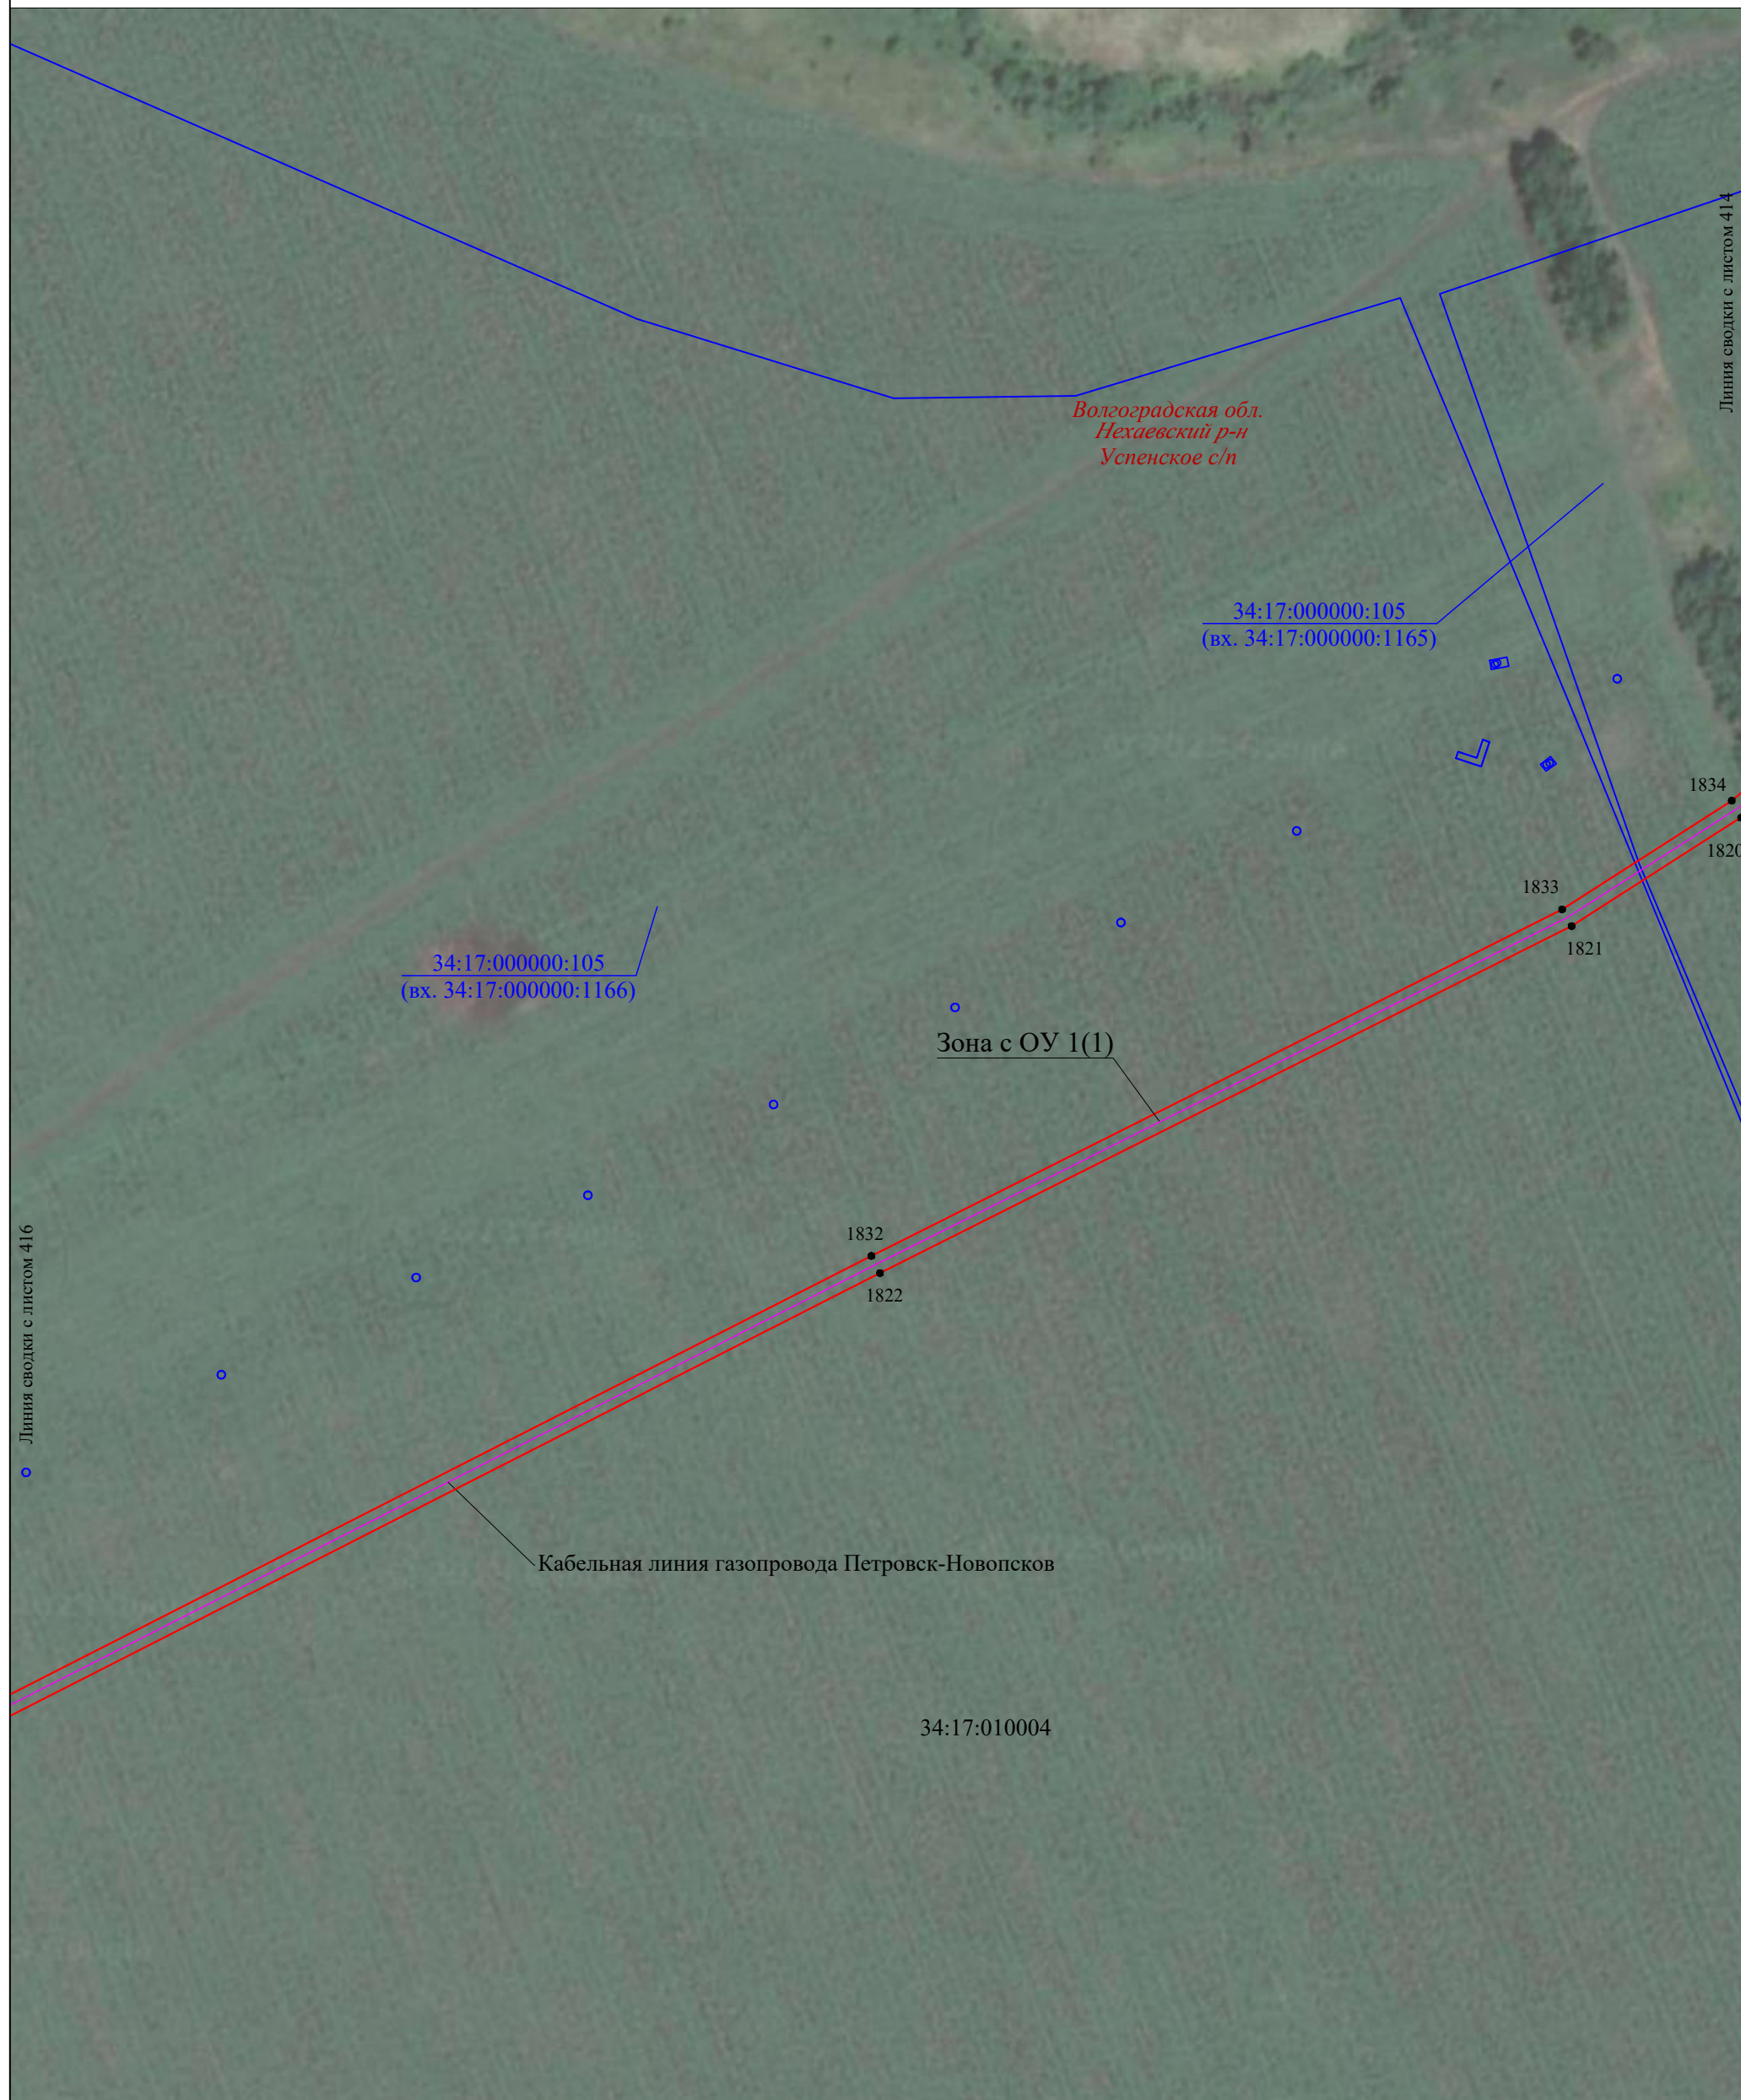 Линия сводки с листом 414
Волгоградская обл.
Нехаевский р-н
Успенское с/п
34:17:000000:105
(вх. 34:17:000000:1165)
1834
1820
1833
1821
34:17:000000:105
(вх. 34:17:000000:1166)
Зона с ОУ 1(1)
1832
1822
Линия сводки с листом 416
Кабельная линия газопровода Петровск-Новопсков
34:17:010004